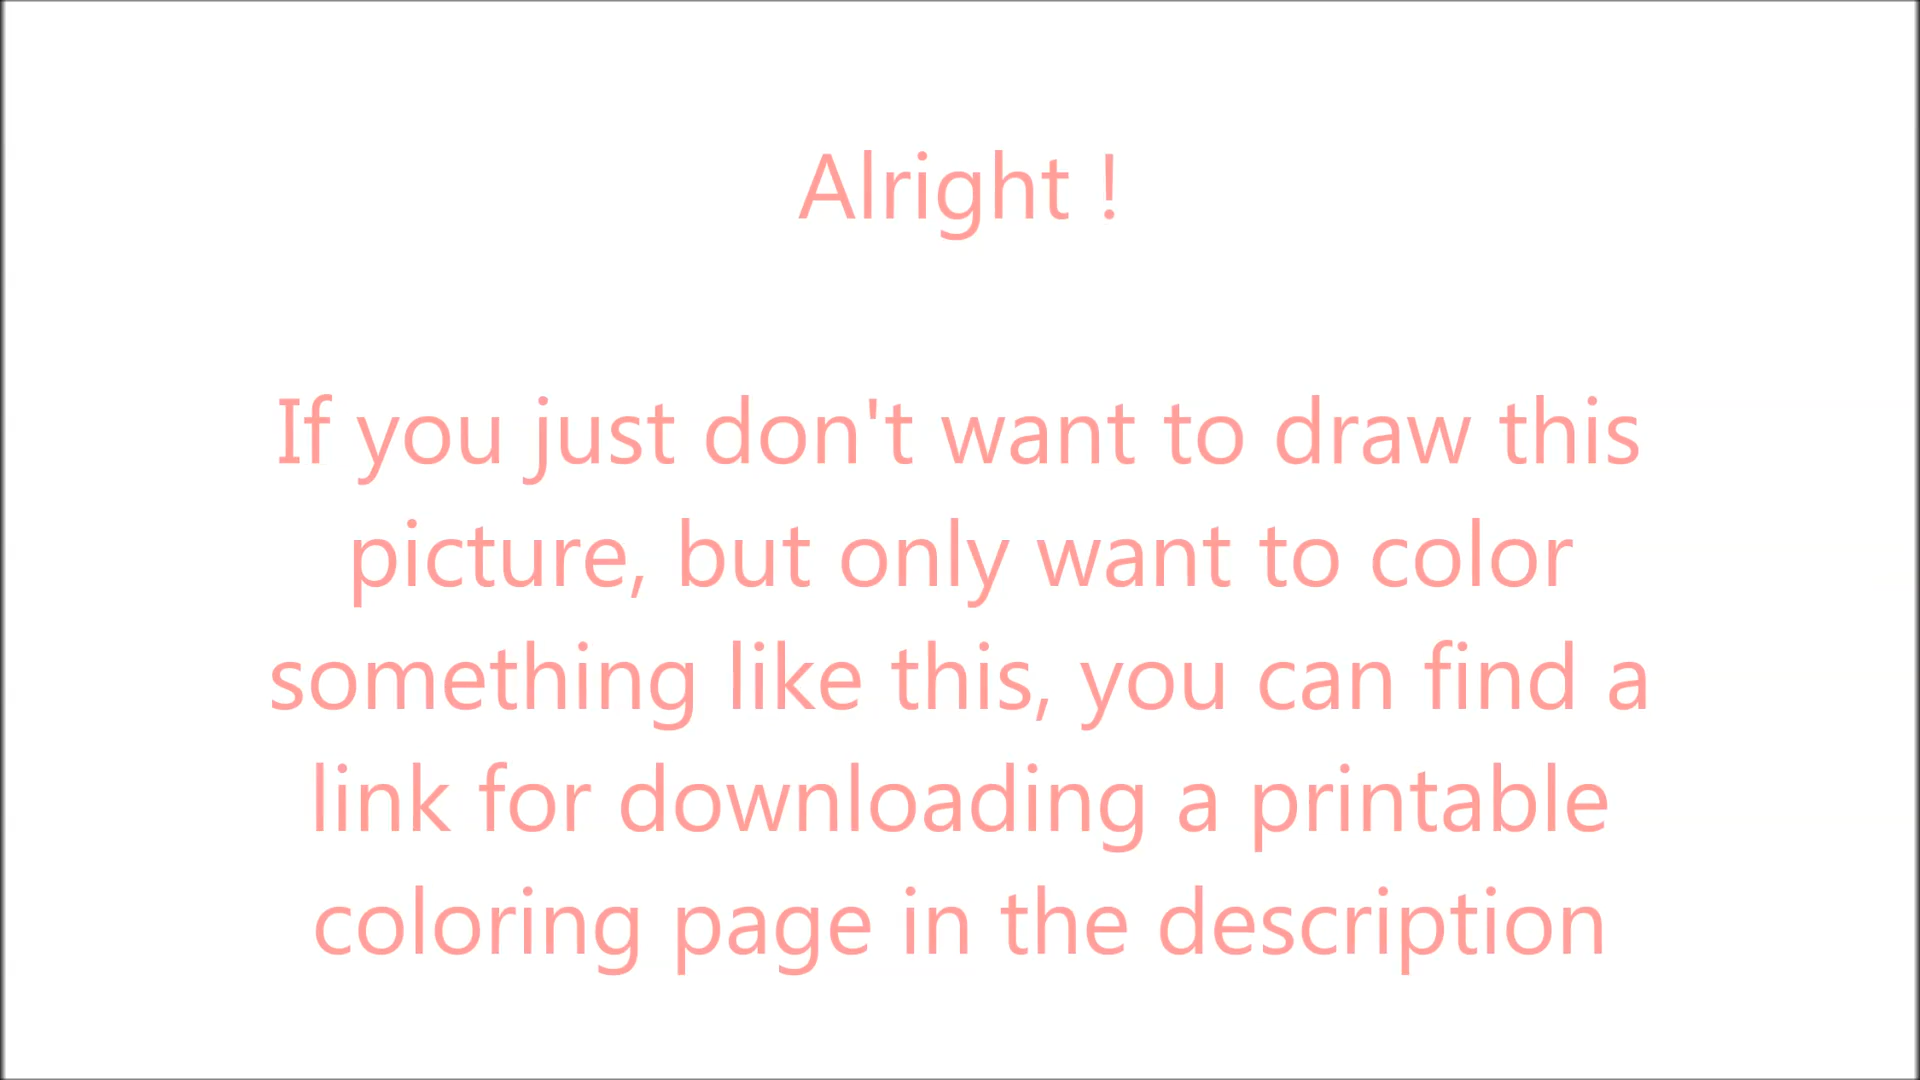 Alright !
If you just don't want to draw this
picture, but only want to color
something like this, you can find a
link for downloading a printable
coloring page in the description